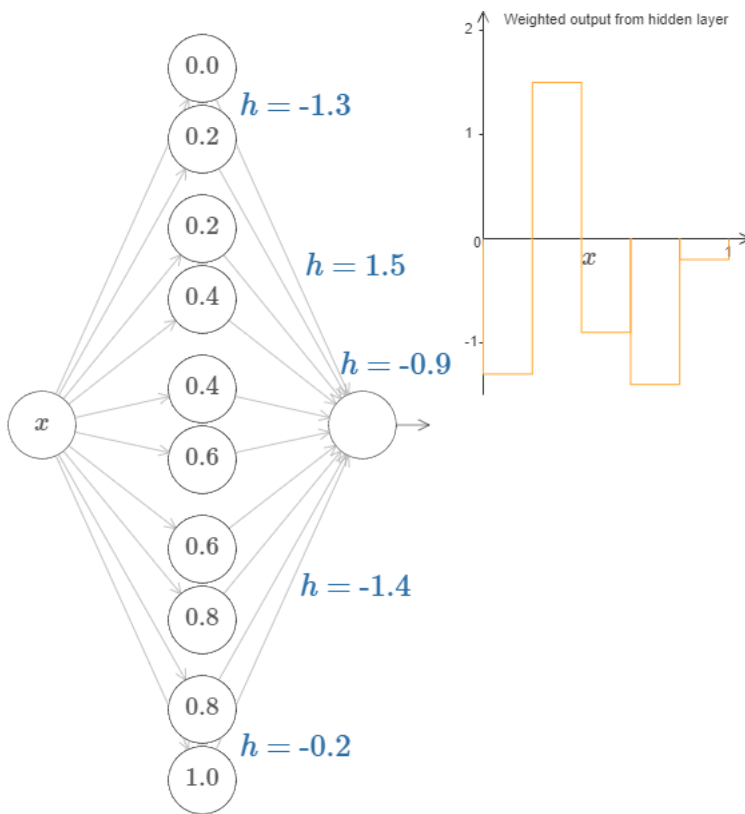 0.0
h = -1.3
0.2
0.2
h = 1.5
0.4
h = -0.9
0.4
x
0.6
0.6
h = -1.4
0.8
0.8
h = -0.2
1.0
Weighted output from hidden layer
2
1
0
x
1
-1